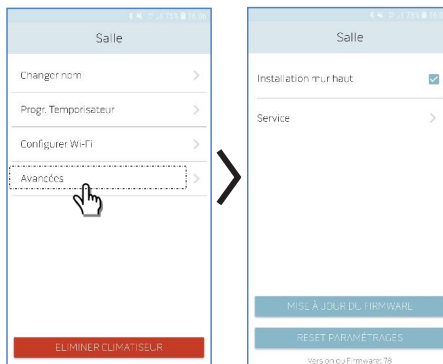 Salle
Changer nom
Progr. Temporisateur
Configurer Wi-Fi
Avancées
ELIMINER CLIMATISEUR
Salle
Installation mur haut
Service
MISE À JOUR DU FIRMWARE
RESET PARAMÉTRAGES
Version du Firmware: 78